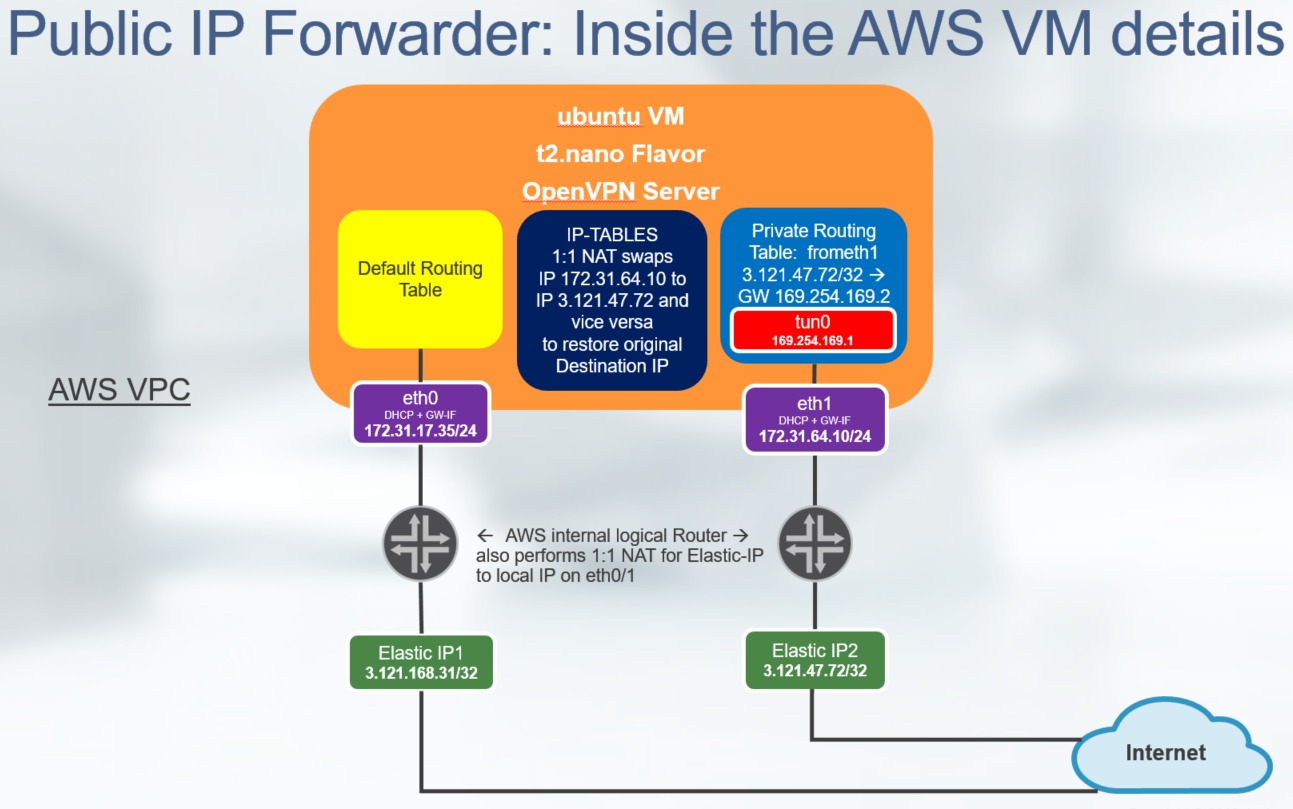 Public IP Forwarder: Inside the AWS VM details
ubuntu VM
t2.nano Flavor
OpenVPN Server
Default Routing
Table
IP-TABLES
1:1 NAT swaps
IP 172.31.64.10 to
IP 3.121.47.72 and
vice versa
to restore original
Destination IP
Private Routing
Table: frometh1
3.121.47.72/32 →
GW 169.254.169.2
tun0
169.254.169.1
AWS VPC
eth0
DHCP + GW-IF
172.31.17.35/24
eth1
DHCP + GW-IF
172.31.64.10/24
← AWS internal logical Router →
also performs 1:1 NAT for Elastic-IP
to local IP on eth0/1
Elastic IP1
3.121.168.31/32
Elastic IP2
3.121.47.72/32
Internet